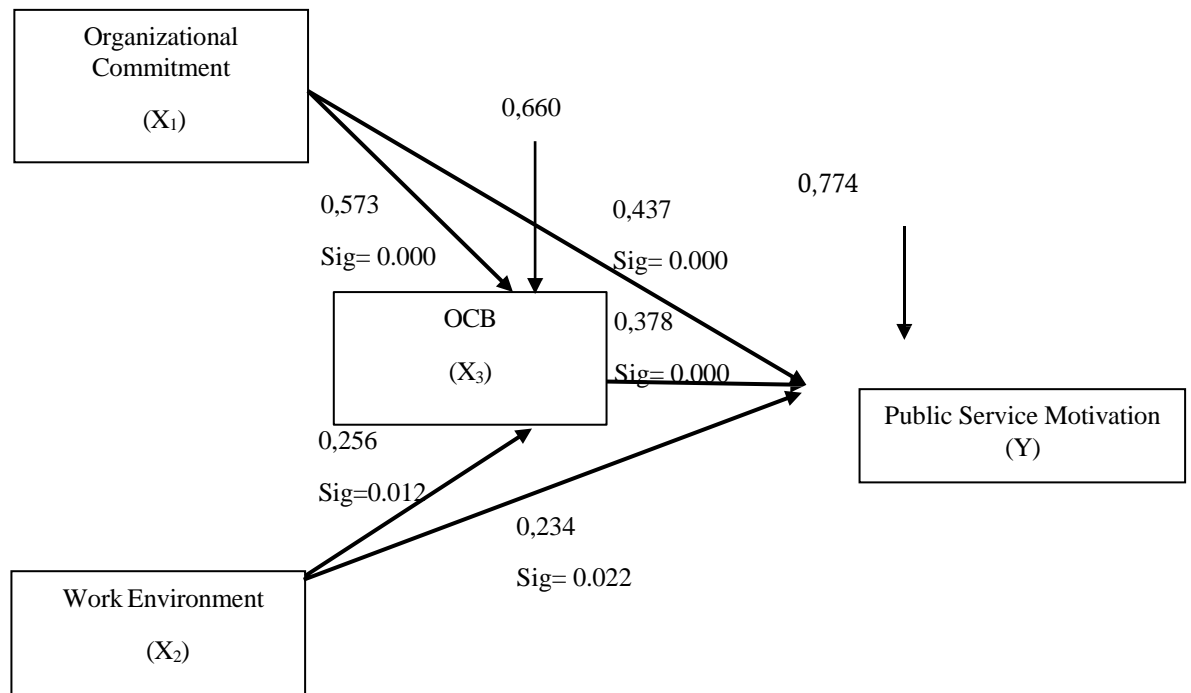 Organizational
Commitment
(X₁)
0,660
0,774
0,573
Sig= 0.000
0,437
Sig= 0.000
OCB
(X₃)
0,378
Sig= 0.000
Public Service Motivation
(Y)
0,256
Sig=0.012
0,234
Sig= 0.022
Work Environment
(X₂)